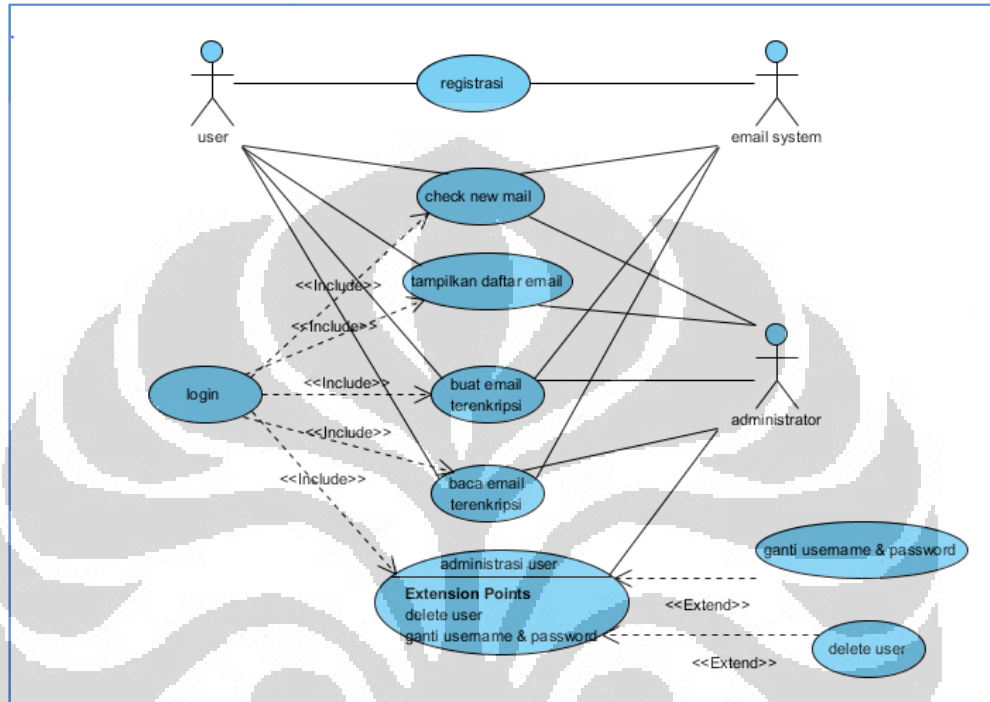 registrasi
user
email system
check new mail
tampilkan daftar email
<<Include>>
<<Include>>
login
<<Include>>
buat email
terenkripsi
administrator
<<Include>>
<<Include>>
baca email
terenkripsi
administrasi user
Extension Points
delete user
ganti username & password
ganti username & password
<<Extend>>
delete user
<<Extend>>